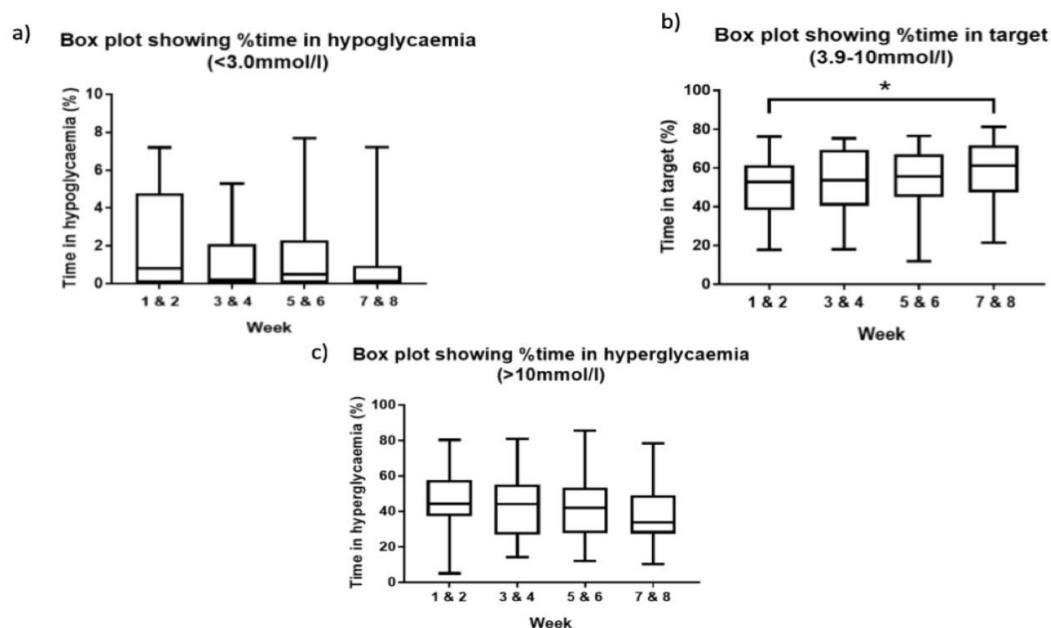 a)
Box plot showing %time in hypoglycaemia
(<3.0mmol/l)
Time in hypoglycaemia (%)
10
8
6
4
2
0
1 & 2 3 & 4 5 & 6 7 & 8
Week
b)
Box plot showing %time in target
(3.9-10mmol/l)
*
Time in target (%)
100
80
60
40
20
0
1 & 2 3 & 4 5 & 6 7 & 8
Week
c)
Box plot showing %time in hyperglycaemia
(>10mmol/l)
Time in hyperglycaemia (%)
100
80
60
40
20
0
1 & 2 3 & 4 5 & 6 7 & 8
Week